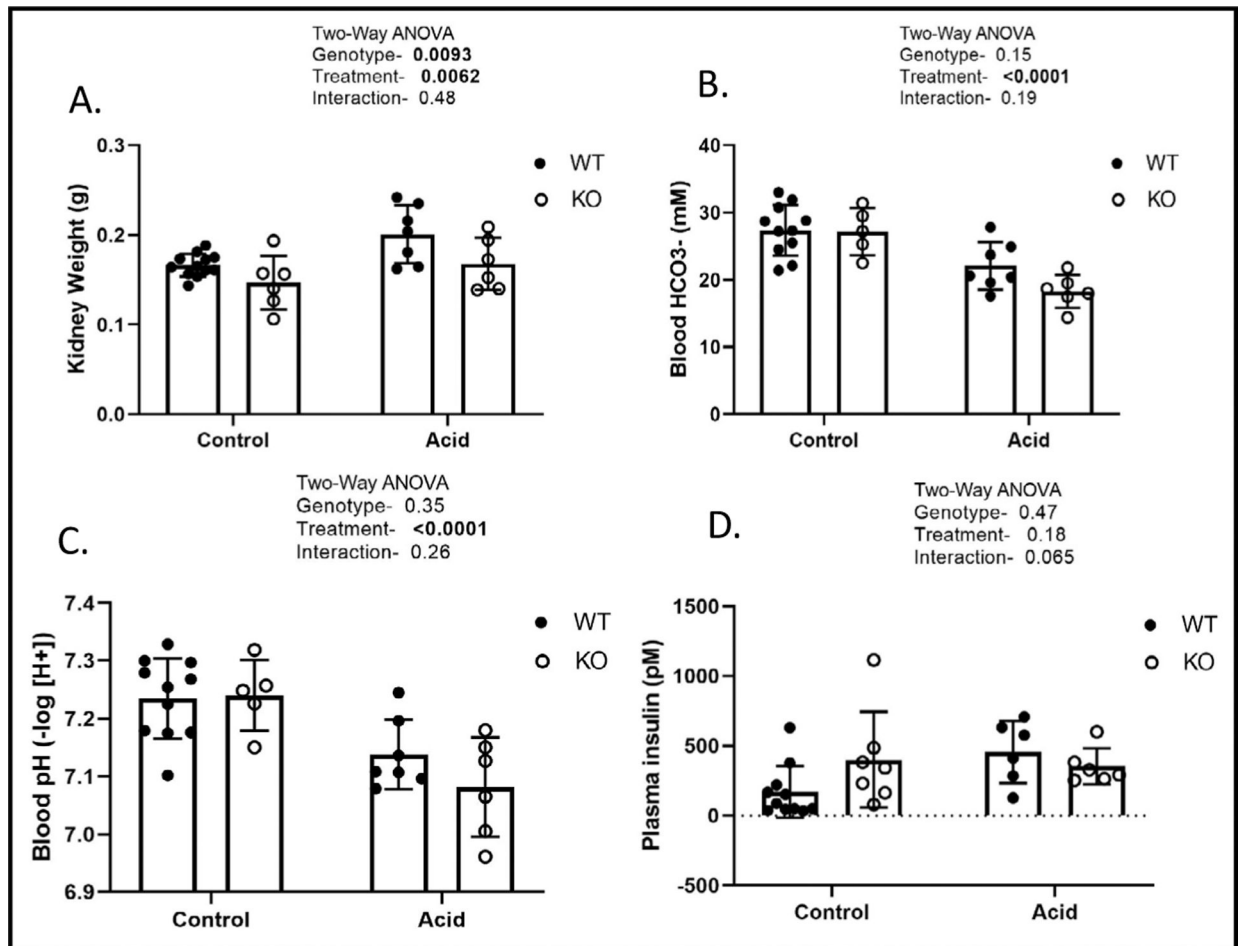 Two-Way ANOVA
Genotype- 0.0093
Treatment- 0.0062
Interaction- 0.48
A.
0.3
0.2
0.1
0.0
Kidney Weight (g)
WT
KO
Control
Acid
Two-Way ANOVA
Genotype- 0.15
Treatment- <0.0001
Interaction- 0.19
B.
40
30
20
10
0
Blood HCO3- (mM)
WT
KO
Control
Acid
Two-Way ANOVA
Genotype- 0.35
Treatment- <0.0001
Interaction- 0.26
C.
7.4
7.3
7.2
7.1
7.0
6.9
Blood pH (-log [H+])
WT
KO
Control
Acid
Two-Way ANOVA
Genotype- 0.47
Treatment- 0.18
Interaction- 0.065
D.
1500
1000
500
0
-500
Plasma insulin (pM)
WT
KO
Control
Acid